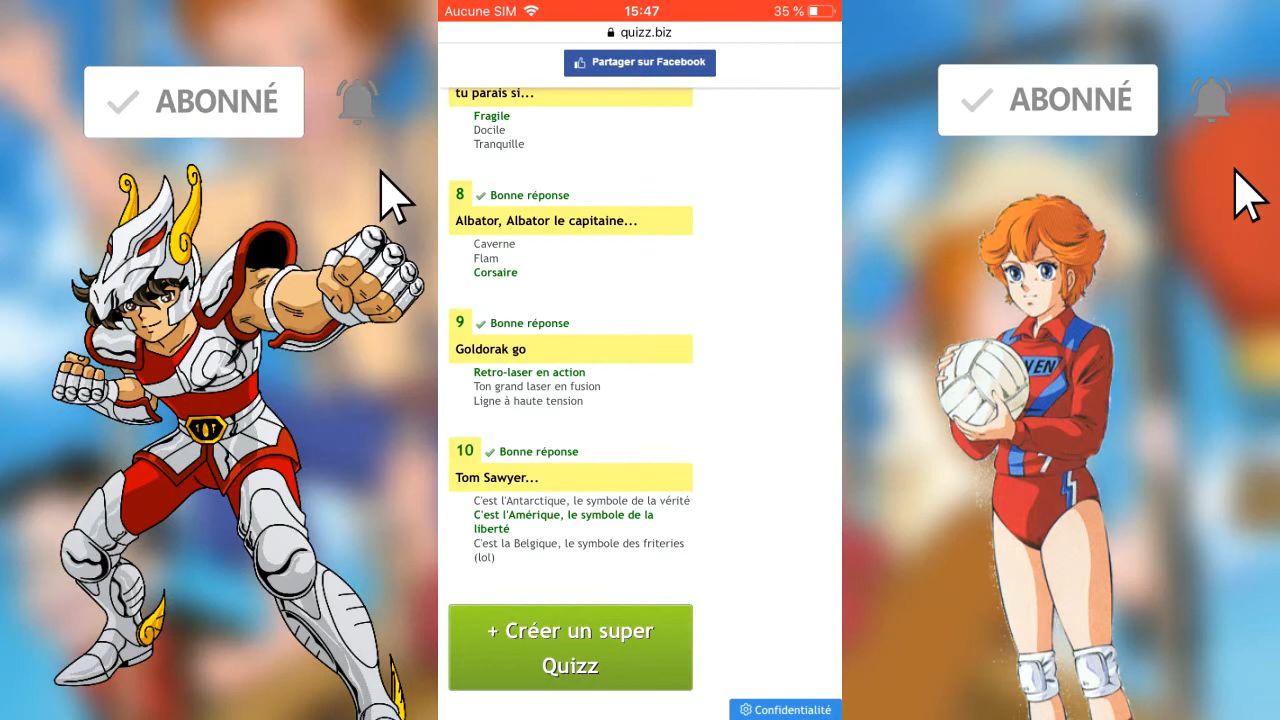 Aucune SIM
15:47
35 %
quizz.biz
Partager sur Facebook
ABONNÉ
ABONNÉ
tu parais si...
Fragile
Docile
Tranquille
8 Bonne réponse
Albator, Albator le capitaine...
Caverne
Flam
Corsaire
9 Bonne réponse
Goldorak go
Retro-laser en action
Ton grand laser en fusion
Ligne à haute tension
10 Bonne réponse
Tom Sawyer...
C'est l'Antarctique, le symbole de la vérité
C'est l'Amérique, le symbole de la
liberté
C'est la Belgique, le symbole des friteries
(lol)
+ Créer un super
Quizz
Confidentialité